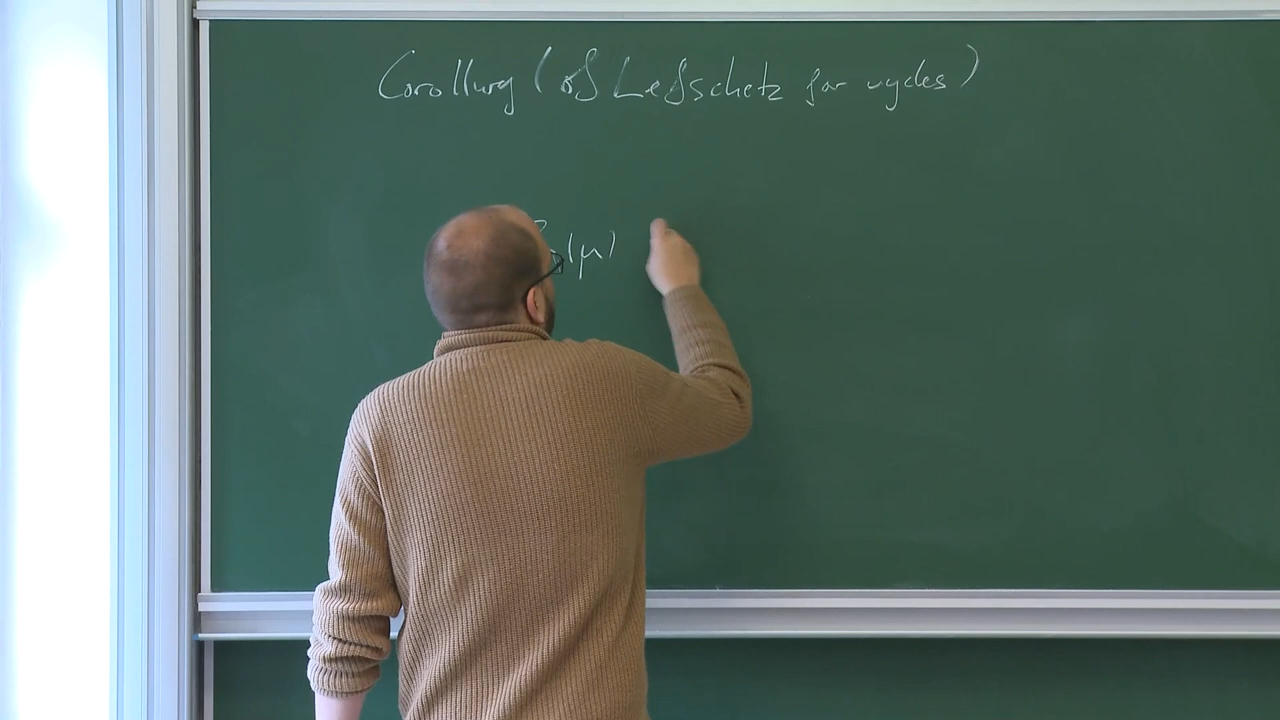 Corollary (of Lefschetz for cycles)
(μ)